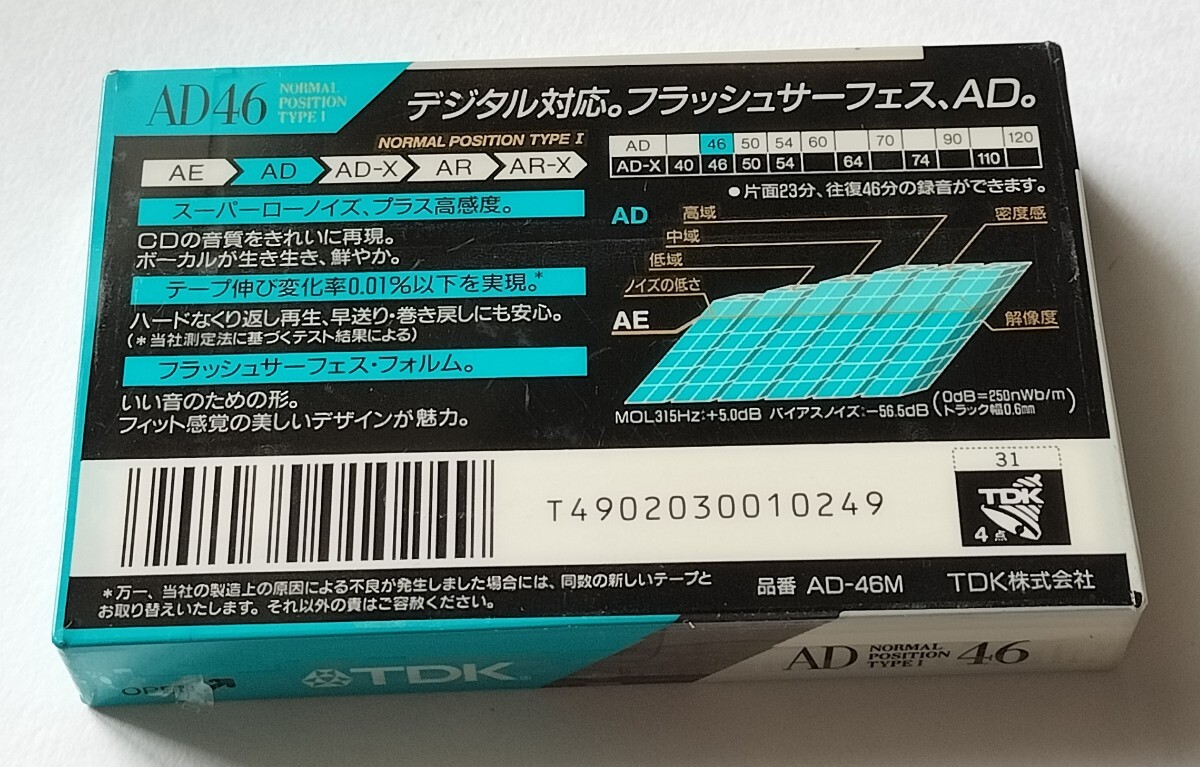 AD46 NORMAL POSITION TYPE I
デジタル対応。フラッシュサーフェス、AD。
NORMAL POSITION TYPE I
AE AD AD-X AR AR-X
AD 46 50 54 60 70 90 120
AD-X 40 46 50 54 64 74 110
●片面23分、往復46分の録音ができます。
スーパーローノイズ、プラス高感度。
CDの音質をきれいに再現。
ボーカルが生き生き、鮮やか。
テープ伸び変化率0.01%以下を実現。*
ハードなくり返し再生、早送り・巻き戻しにも安心。
(*当社測定法に基づくテスト結果による)
フラッシュサーフェス・フォルム。
いい音のための形。
フィット感覚の美しいデザインが魅力。
AD
高域
中域
低域
ノイズの低さ
AE
密度感
解像度
MOL315Hz:+5.0dB バイアスノイズ:−56.5dB (0dB=250nWb/m トラック幅0.6mm)
T4902030010249
31
TDK
4点
*万一、当社の製造上の原因による不良が発生しました場合には、同数の新しいテープと
お取り替えいたします。それ以外の責はご容赦ください。
品番 AD-46M TDK株式会社
TDK
AD NORMAL POSITION TYPE I 46